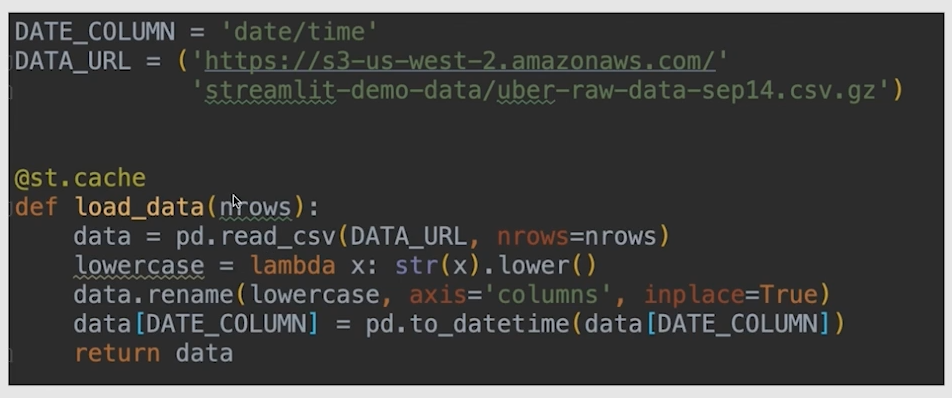 DATE_COLUMN = 'date/time'
DATA_URL = ('https://s3-us-west-2.amazonaws.com/'
            'streamlit-demo-data/uber-raw-data-sep14.csv.gz')
@st.cache
def load_data(nrows):
    data = pd.read_csv(DATA_URL, nrows=nrows)
    lowercase = lambda x: str(x).lower()
    data.rename(lowercase, axis='columns', inplace=True)
    data[DATE_COLUMN] = pd.to_datetime(data[DATE_COLUMN])
    return data